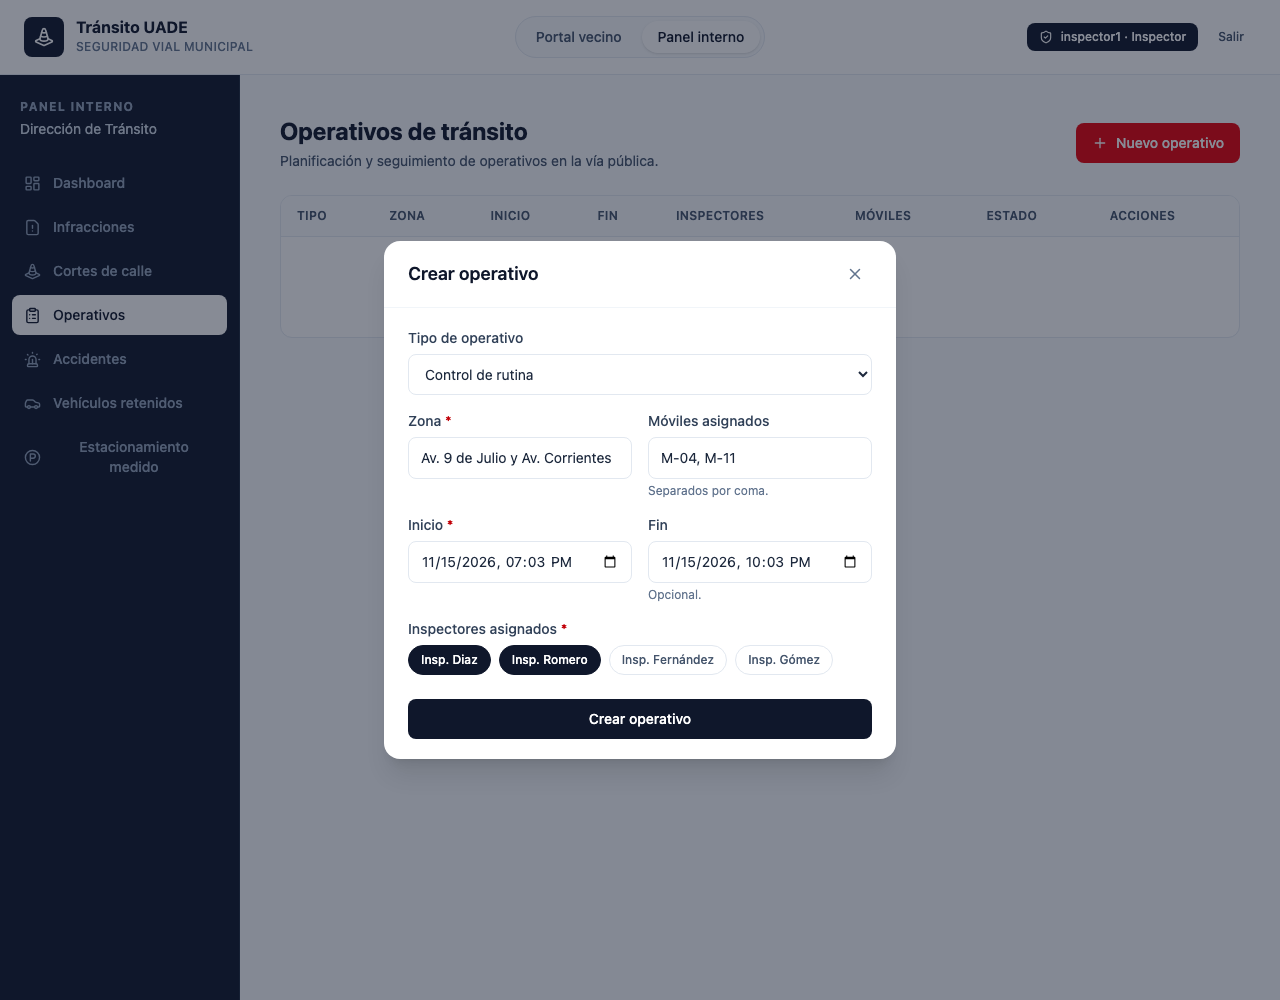 Tránsito UADE
SEGURIDAD VIAL MUNICIPAL
Portal vecino
Panel interno
inspector1 · Inspector
Salir
PANEL INTERNO
Dirección de Tránsito
Dashboard
Infracciones
Cortes de calle
Operativos
Accidentes
Vehículos retenidos
Estacionamiento
medido
Operativos de tránsito
Planificación y seguimiento de operativos en la vía pública.
+ Nuevo operativo
TIPO ZONA INICIO FIN INSPECTORES MÓVILES ESTADO ACCIONES
Crear operativo
Tipo de operativo
Control de rutina
Zona * Móviles asignados
Av. 9 de Julio y Av. Corrientes M-04, M-11
Separados por coma.
Inicio * Fin
11/15/2026, 07:03 PM 11/15/2026, 10:03 PM
Opcional.
Inspectores asignados *
Insp. Diaz Insp. Romero Insp. Fernández Insp. Gómez
Crear operativo